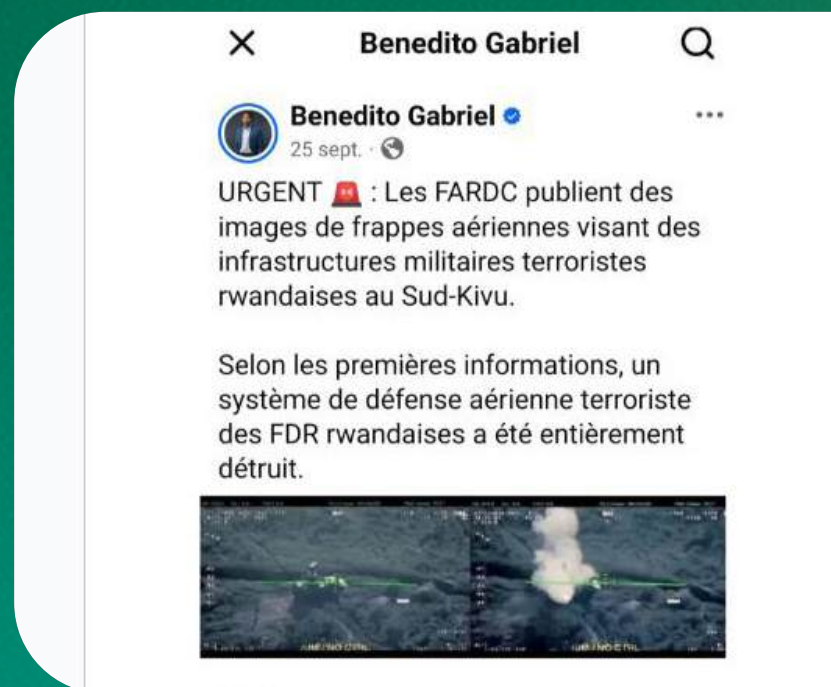 Benedito Gabriel
Benedito Gabriel
25 sept. ·
URGENT 🚨 : Les FARDC publient des
images de frappes aériennes visant des
infrastructures militaires terroristes
rwandaises au Sud-Kivu.
Selon les premières informations, un
système de défense aérienne terroriste
des FDR rwandaises a été entièrement
détruit.